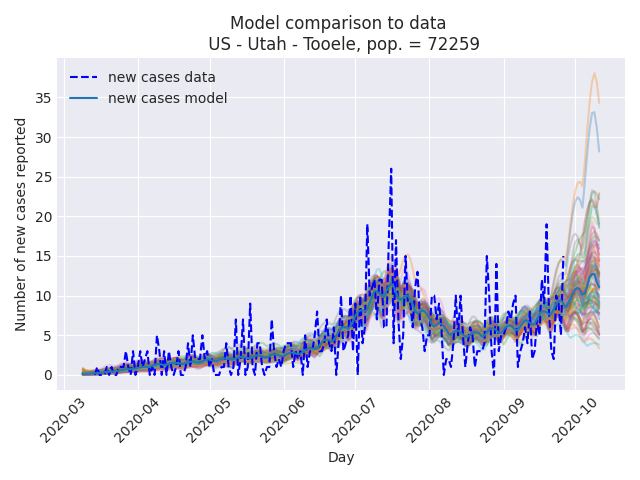 Model comparison to data
US - Utah - Tooele, pop. = 72259
new cases data
new cases model
Number of new cases reported
35
30
25
20
15
10
5
0
2020-03
2020-04
2020-05
2020-06
2020-07
2020-08
2020-09
2020-10
Day